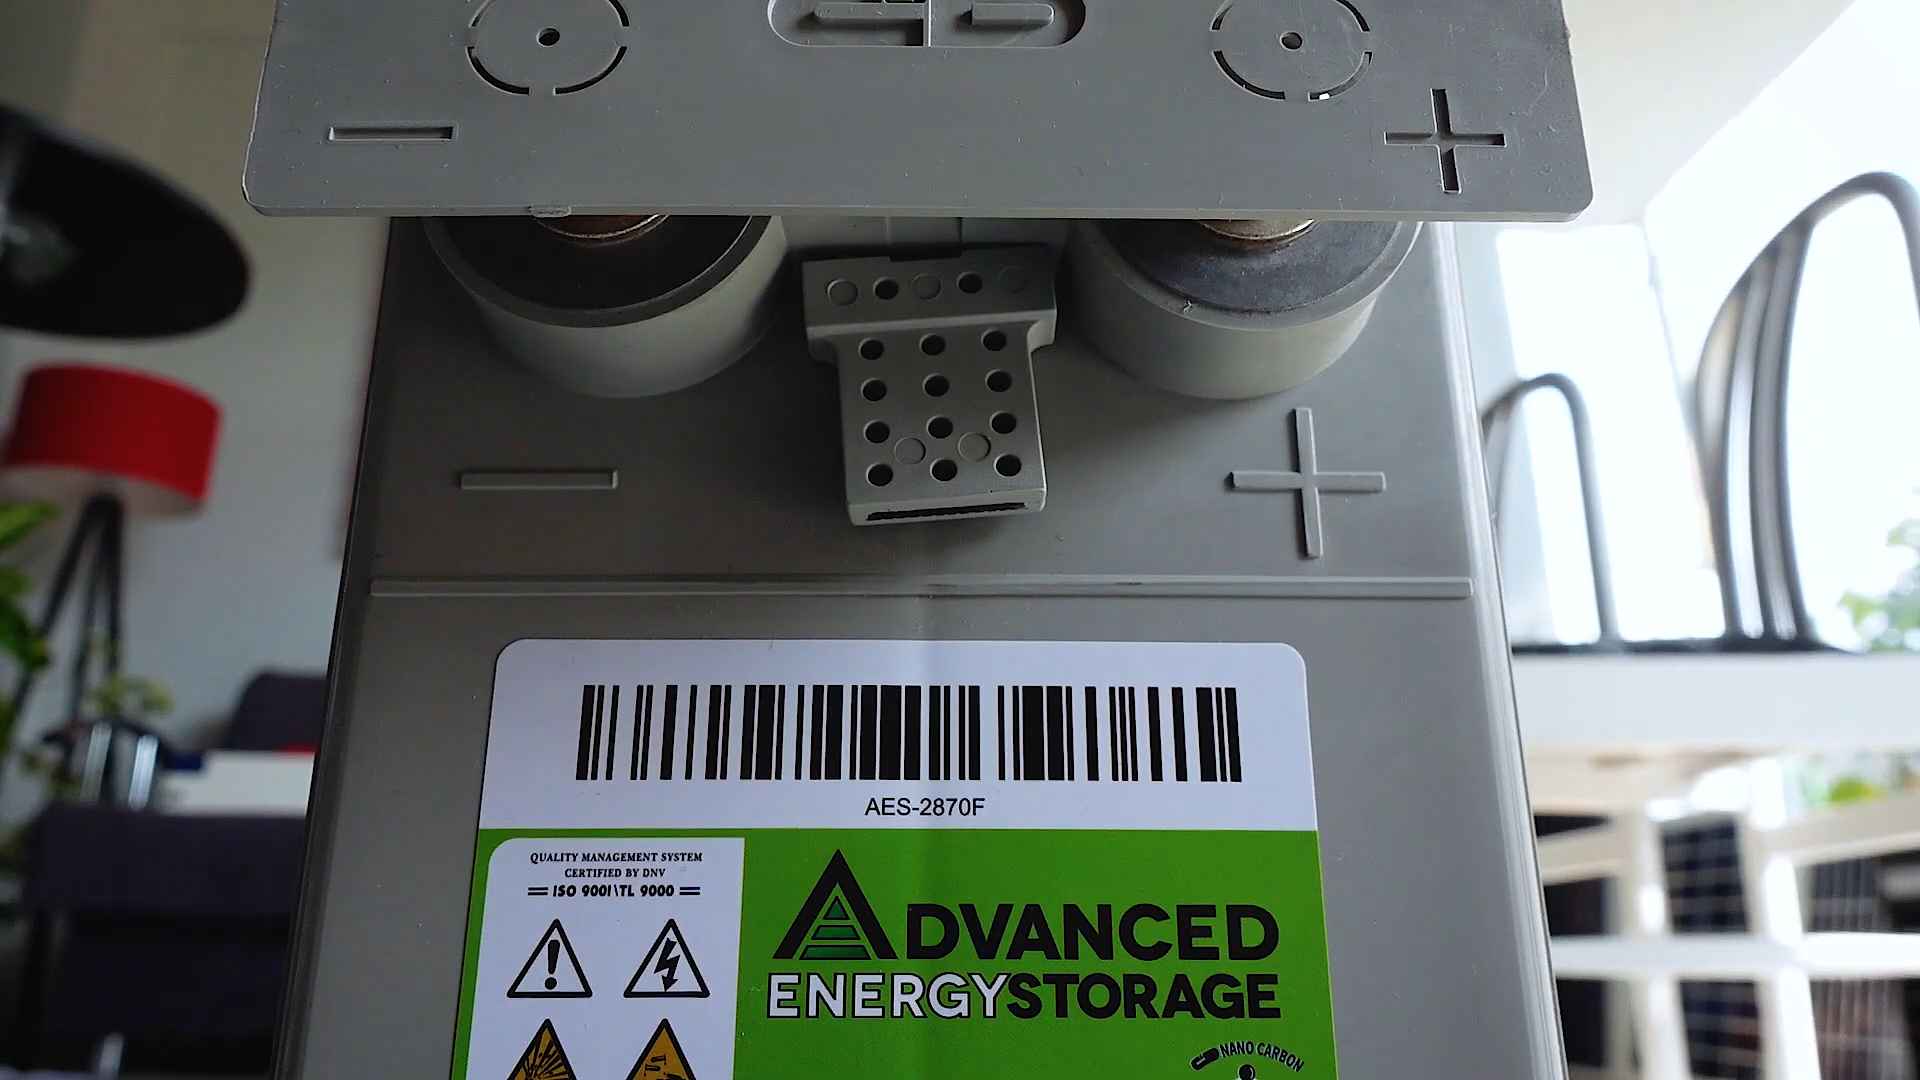 AES-2870F
QUALITY MANAGEMENT SYSTEM
CERTIFIED BY DNV
ISO 9001\TL 9000
ADVANCED
ENERGYSTORAGE
NANO CARBON